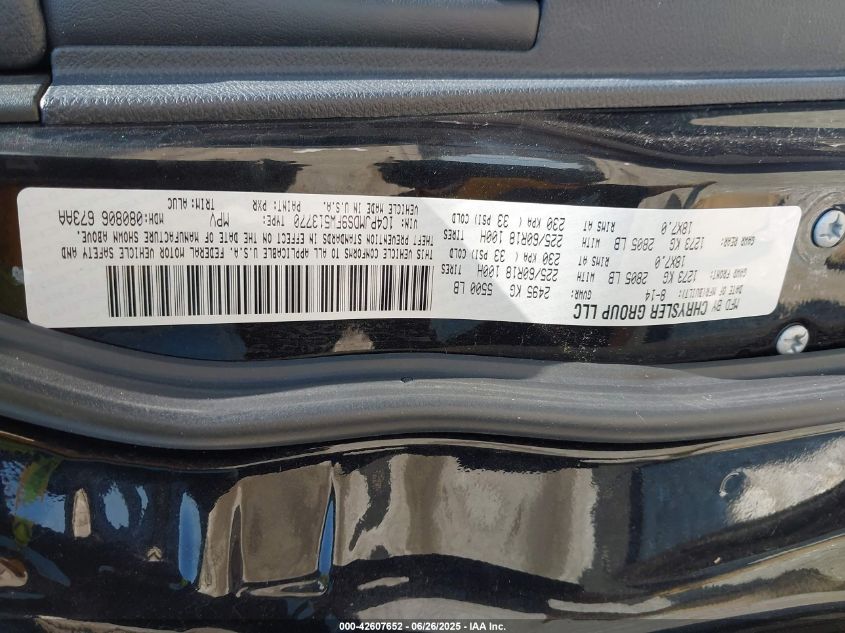 MFD BY CHRYSLER GROUP LLC
DATE OF MFR/BUILT: 8-14 GVWR: 2495 KG 5500 LB
GAWR FRONT: 1273 KG 2805 LB WITH 225/60R18 100H TIRES
18X7.0 RIMS AT 230 KPA ( 33 PSI) COLD
GAWR REAR: 1273 KG 2805 LB WITH 225/60R18 100H TIRES
18X7.0 RIMS AT 230 KPA ( 33 PSI) COLD
THIS VEHICLE CONFORMS TO ALL APPLICABLE U.S.A. FEDERAL MOTOR VEHICLE SAFETY AND
THEFT PREVENTION STANDARDS IN EFFECT ON THE DATE OF MANUFACTURE SHOWN ABOVE.
VIN: 1C4PJMDS9FW513770 TYPE: MPV MDH:080806 673AA
VEHICLE MADE IN U.S.A. PAINT: PXR TRIM: ALUC
000-42607652 - 06/26/2025 - IAA Inc.